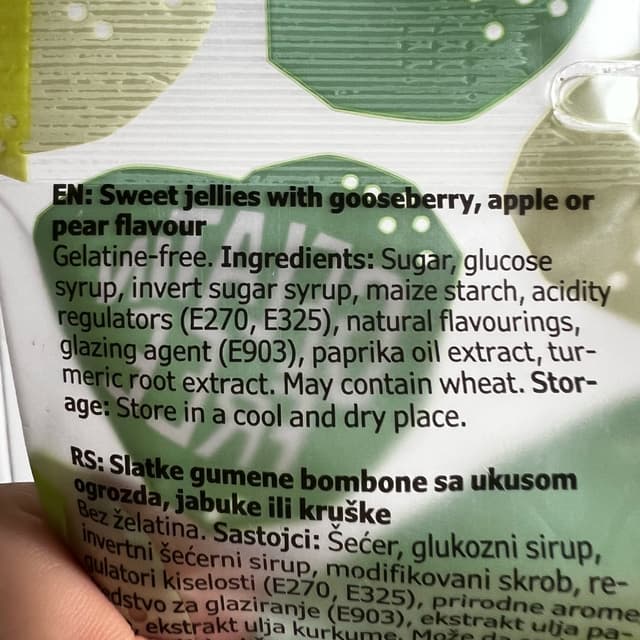 EN: Sweet jellies with gooseberry, apple or
pear flavour
Gelatine-free. Ingredients: Sugar, glucose
syrup, invert sugar syrup, maize starch, acidity
regulators (E270, E325), natural flavourings,
glazing agent (E903), paprika oil extract, tur-
meric root extract. May contain wheat. Stor-
age: Store in a cool and dry place.
RS: Slatke gumene bombone sa ukusom
ogrozda, jabuke ili kruške
Bez želatina. Sastojci: Šećer, glukozni sirup,
invertni šećerni sirup, modifikovani skrob, re-
gulatori kiselosti (E270, E325), prirodne arome
za glaziranje (E903), ekstrakt ulja
ekstrakt ulja kurkume.